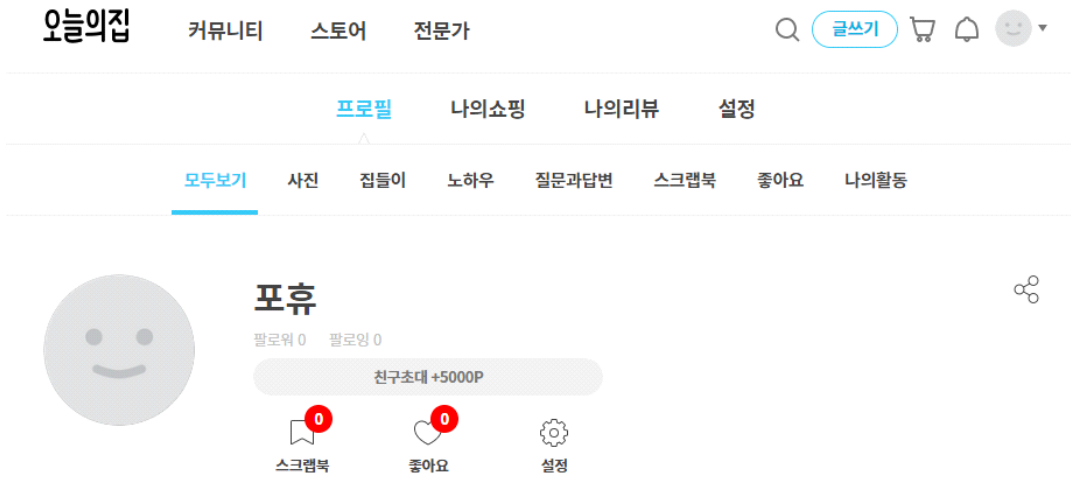 오늘의집 커뮤니티 스토어 전문가 글쓰기
프로필 나의쇼핑 나의리뷰 설정
모두보기 사진 집들이 노하우 질문과답변 스크랩북 좋아요 나의활동
포휴
팔로워 0 팔로잉 0
친구초대 +5000P
0 0
스크랩북 좋아요 설정